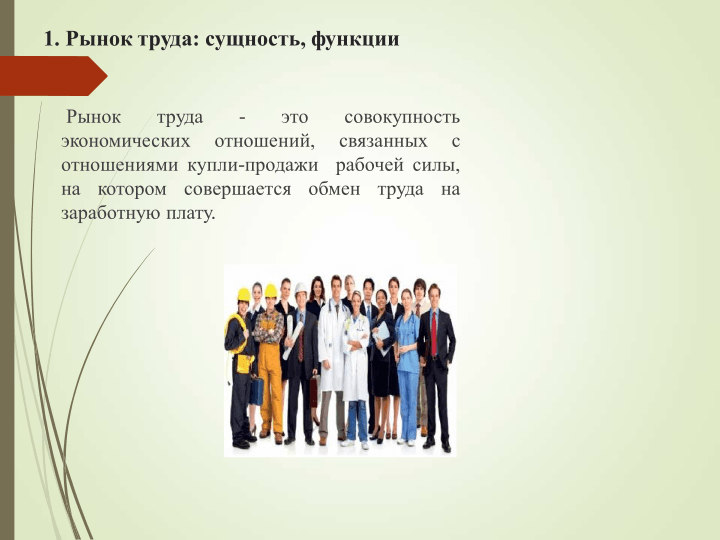 1. Рынок труда: сущность, функции
Рынок труда - это совокупность
экономических отношений, связанных с
отношениями купли-продажи рабочей силы,
на котором совершается обмен труда на
заработную плату.